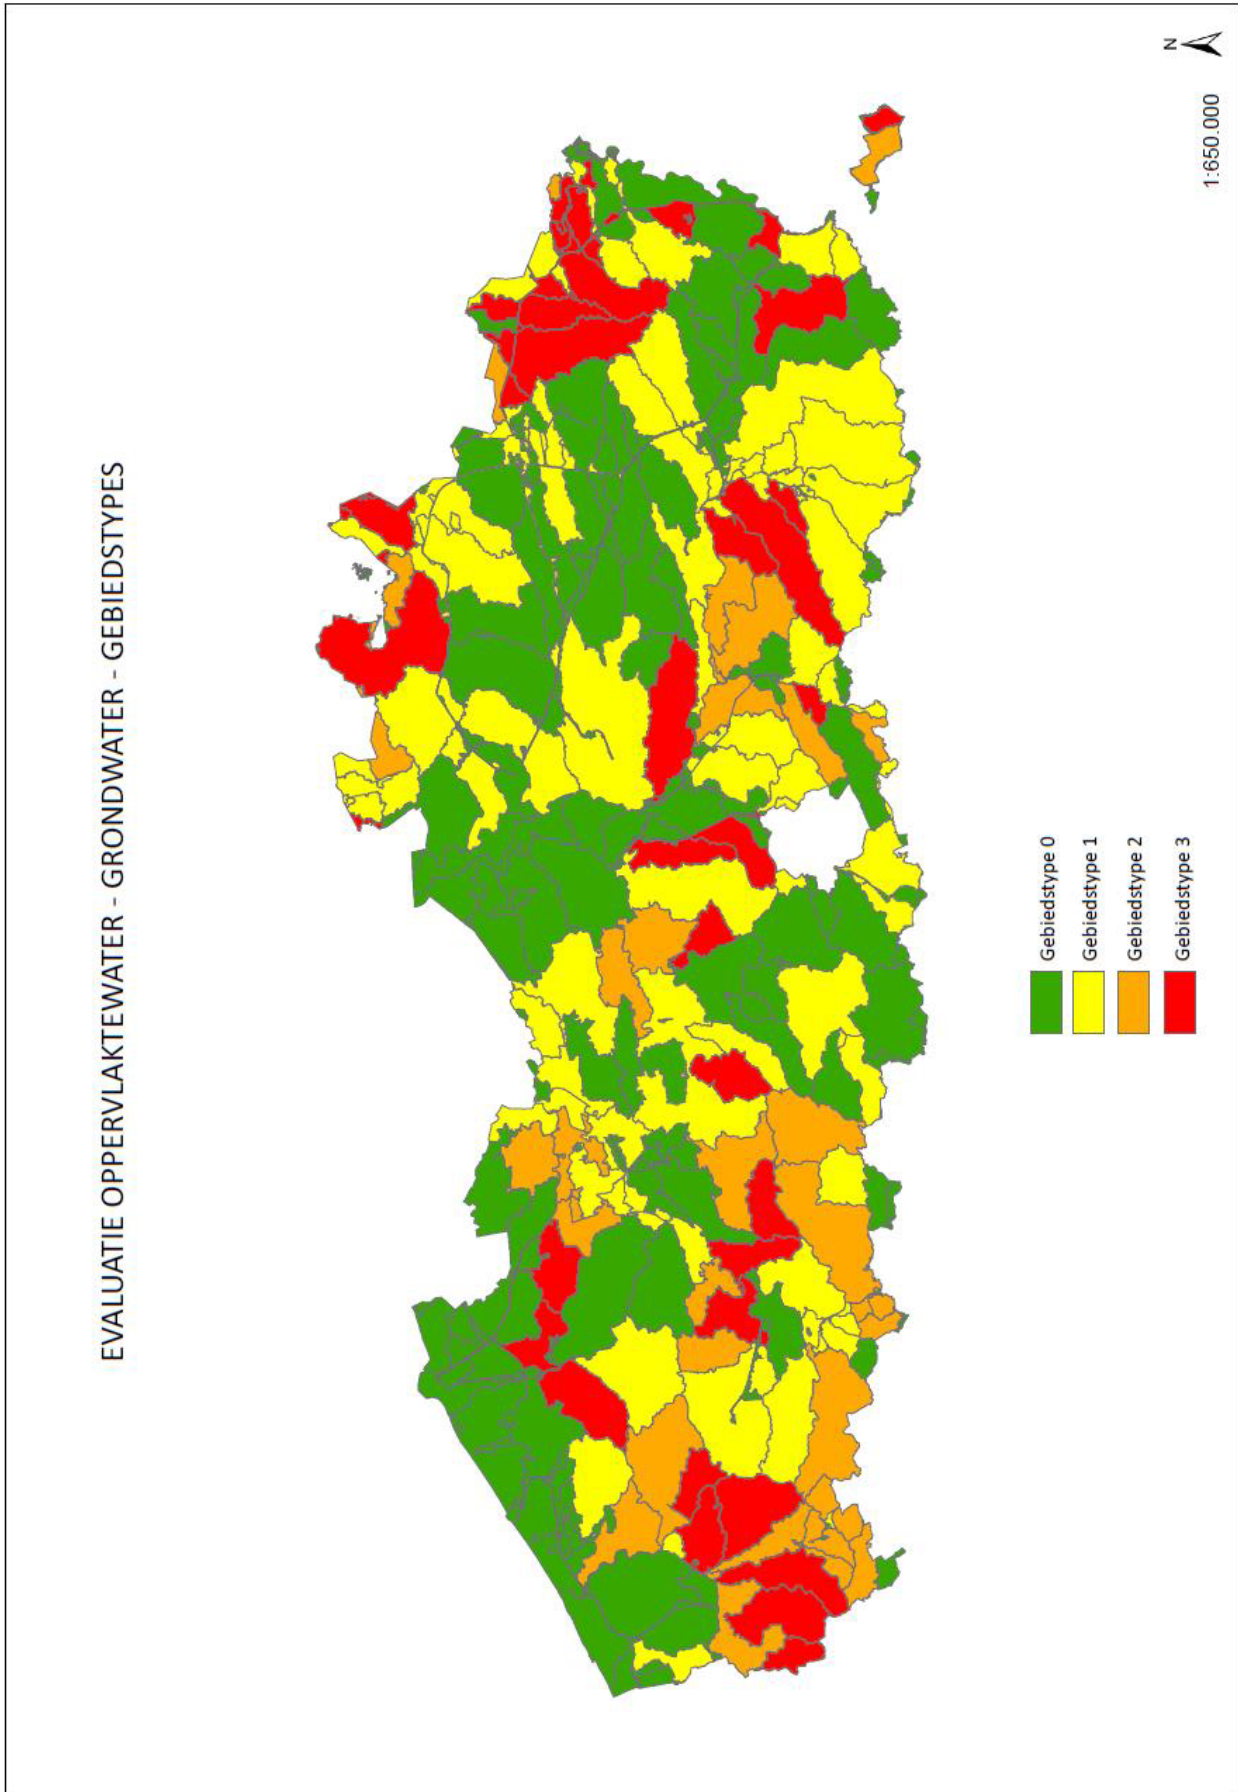 EVALUATIE OPPERVLAKTEWATER - GRONDWATER - GEBIEDSTYPES
N
1:650.000
Gebiedstype 0
Gebiedstype 1
Gebiedstype 2
Gebiedstype 3